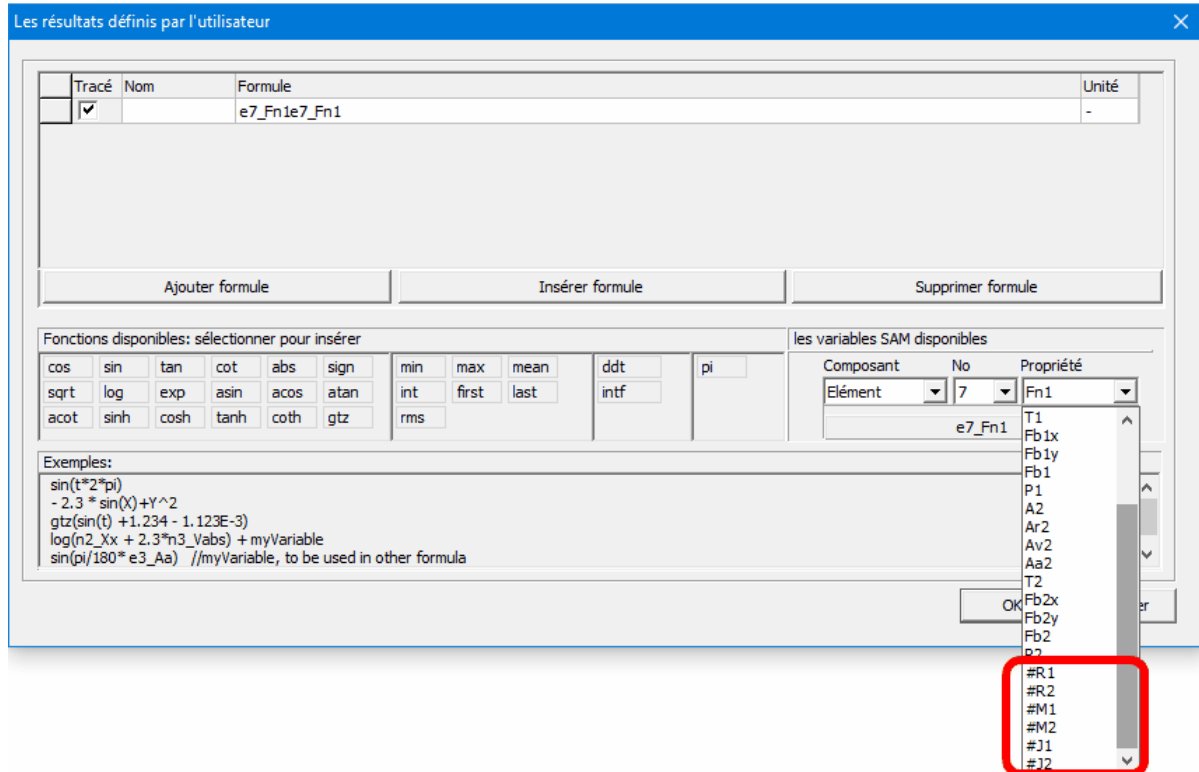 Les résultats définis par l'utilisateur
Tracé Nom Formule Unité
e7_Fn1e7_Fn1 -
Ajouter formule Insérer formule Supprimer formule
Fonctions disponibles: sélectionner pour insérer les variables SAM disponibles
cos sin tan cot abs sign min max mean ddt pi
sqrt log exp asin acos atan int first last intf
acot sinh cosh tanh coth gtz rms
Composant No Propriété
Elément 7 Fn1
e7_Fn1
T1
Fb1x
Fb1y
Fb1
P1
A2
Ar2
Av2
Aa2
T2
Fb2x
Fb2y
Fb2
P2
#R1
#R2
#M1
#M2
#J1
#J2
Exemples:
sin(t*2*pi)
- 2.3 * sin(X)+Y^2
gtz(sin(t) +1.234 - 1.123E-3)
log(n2_Xx + 2.3*n3_Vabs) + myVariable
sin(pi/180* e3_Aa) //myVariable, to be used in other formula
OK